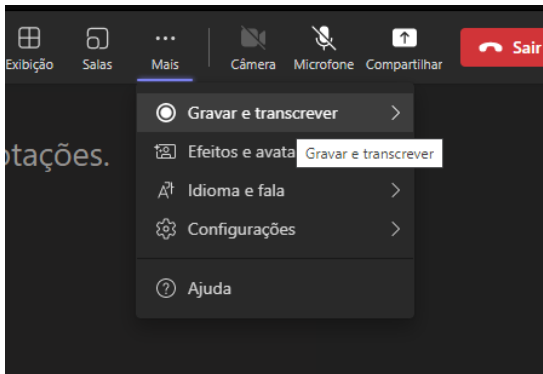 Exibição Salas Mais Câmera Microfone Compartilhar Sair
Gravar e transcrever
otações.
Efeitos e avata
Gravar e transcrever
Idioma e fala
Configurações
Ajuda